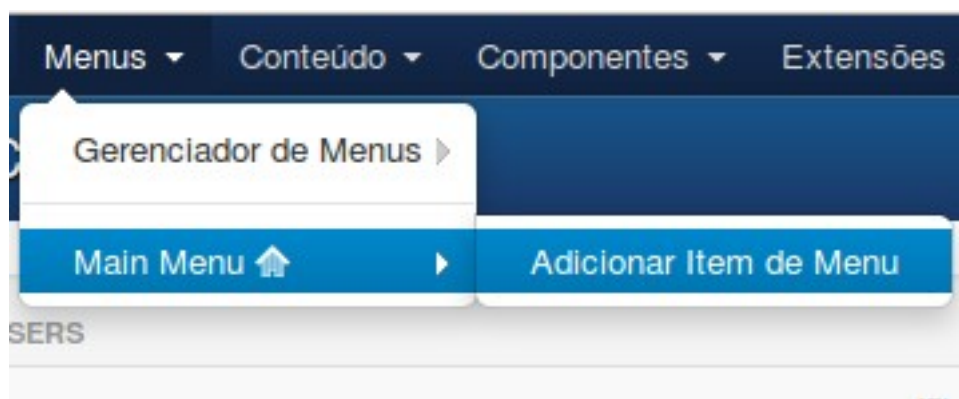 Menus Conteúdo Componentes Extensões
Gerenciador de Menus
Main Menu Adicionar Item de Menu
SERS